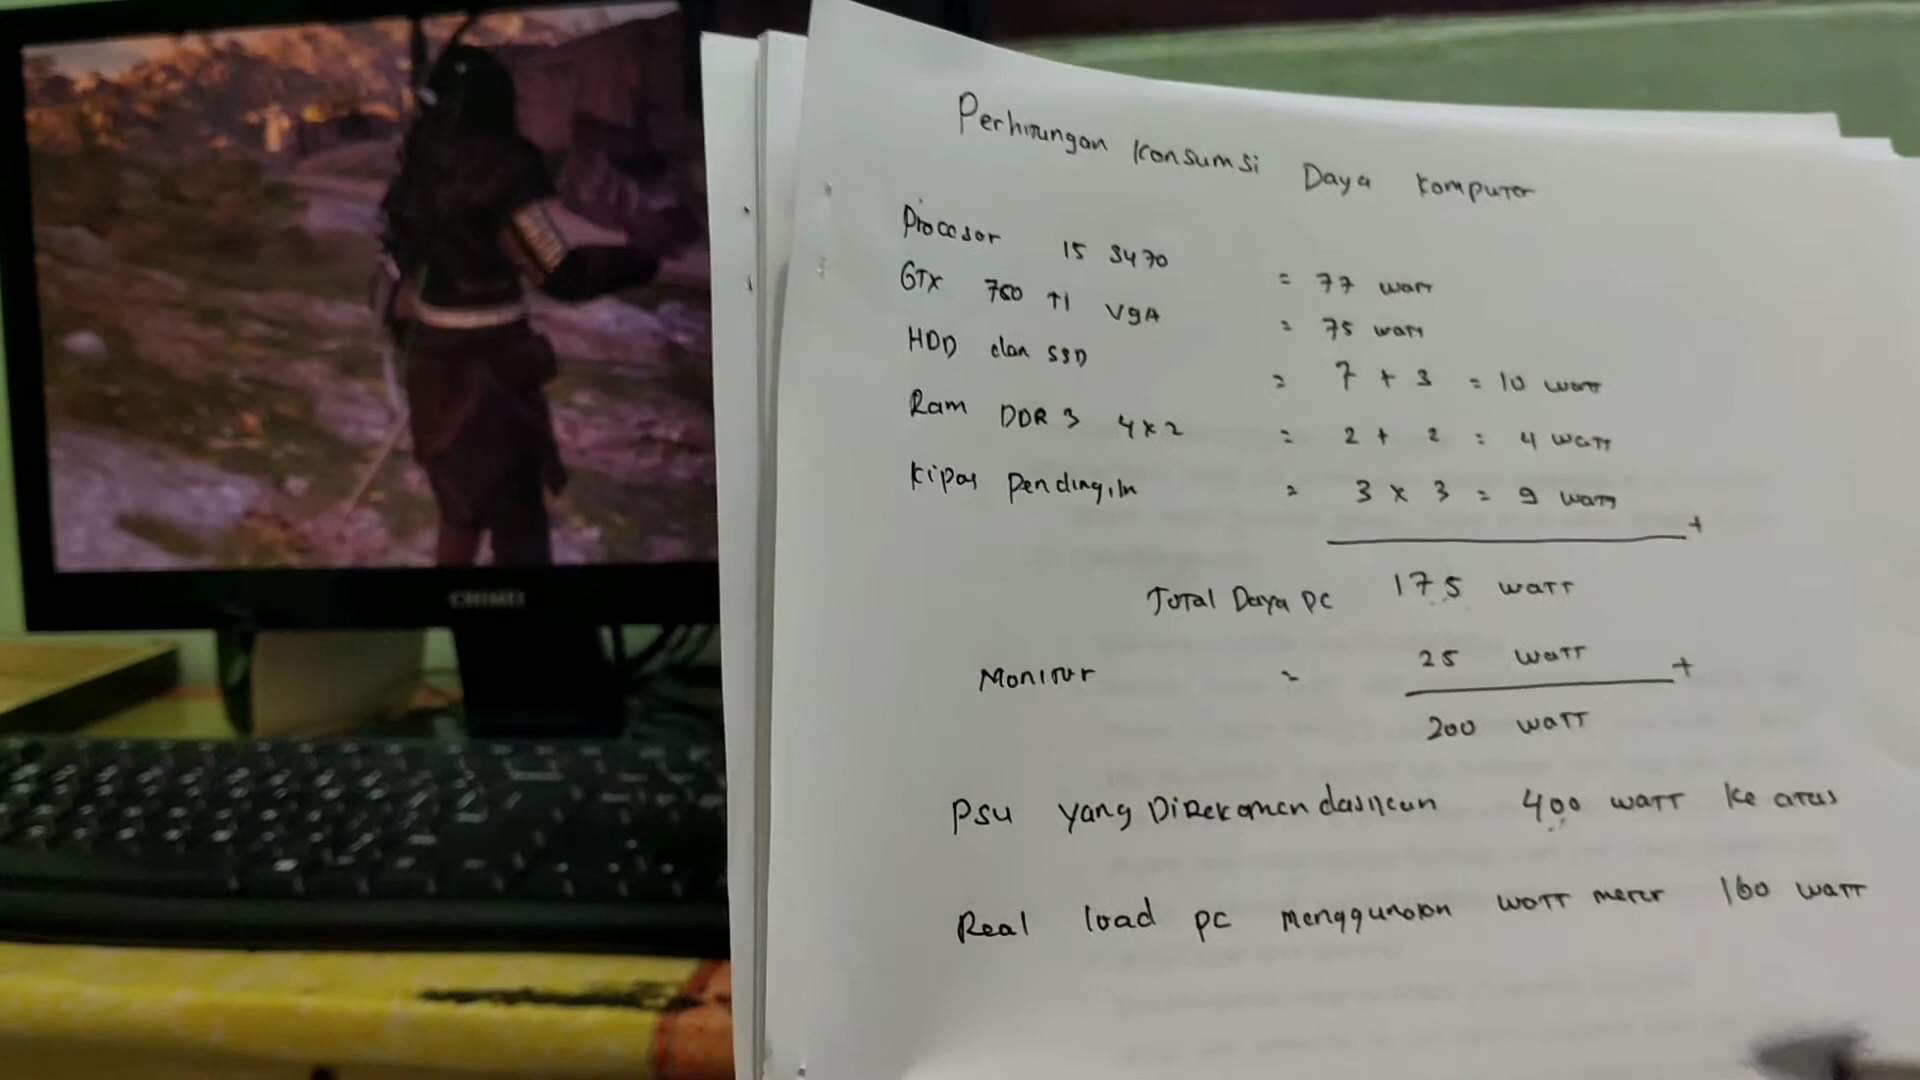 CHIMEI
Perhitungan Konsumsi Daya Komputer
Procesor i5 3470 = 77 watt
GTX 750 TI VgA = 75 watt
HDD dan SSD = 7 + 3 = 10 watt
Ram DDR 3 4x2 = 2 + 2 = 4 watt
Kipas pendingin = 3 x 3 = 9 watt
+
Total Daya PC 175 watt
Monitor = 25 watt +
200 watt
Psu yang Direkomendasikan 400 watt ke atas
Real load pc menggunakan watt meter 160 watt